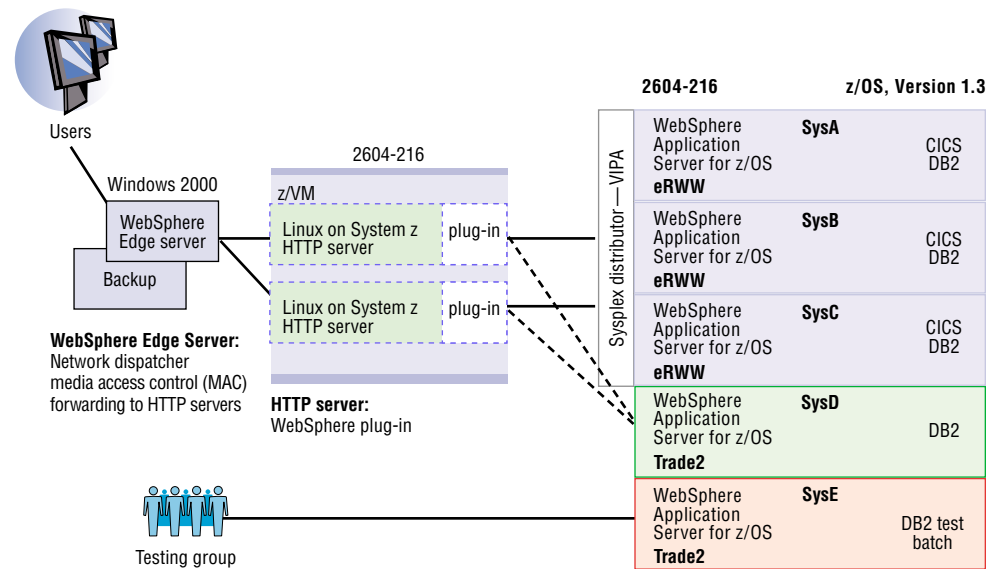 Users
Windows 2000
WebSphere
Edge server
Backup
WebSphere Edge Server:
Network dispatcher
media access control (MAC)
forwarding to HTTP servers
2604-216
z/VM
Linux on System z
HTTP server
plug-in
Linux on System z
HTTP server
plug-in
HTTP server:
WebSphere plug-in
Testing group
2604-216
z/OS, Version 1.3
Sysplex distributor — VIPA
WebSphere
Application
Server for z/OS
eRWW
SysA
CICS
DB2
WebSphere
Application
Server for z/OS
eRWW
SysB
CICS
DB2
WebSphere
Application
Server for z/OS
eRWW
SysC
CICS
DB2
WebSphere
Application
Server for z/OS
Trade2
SysD
DB2
WebSphere
Application
Server for z/OS
Trade2
SysE
DB2 test
batch